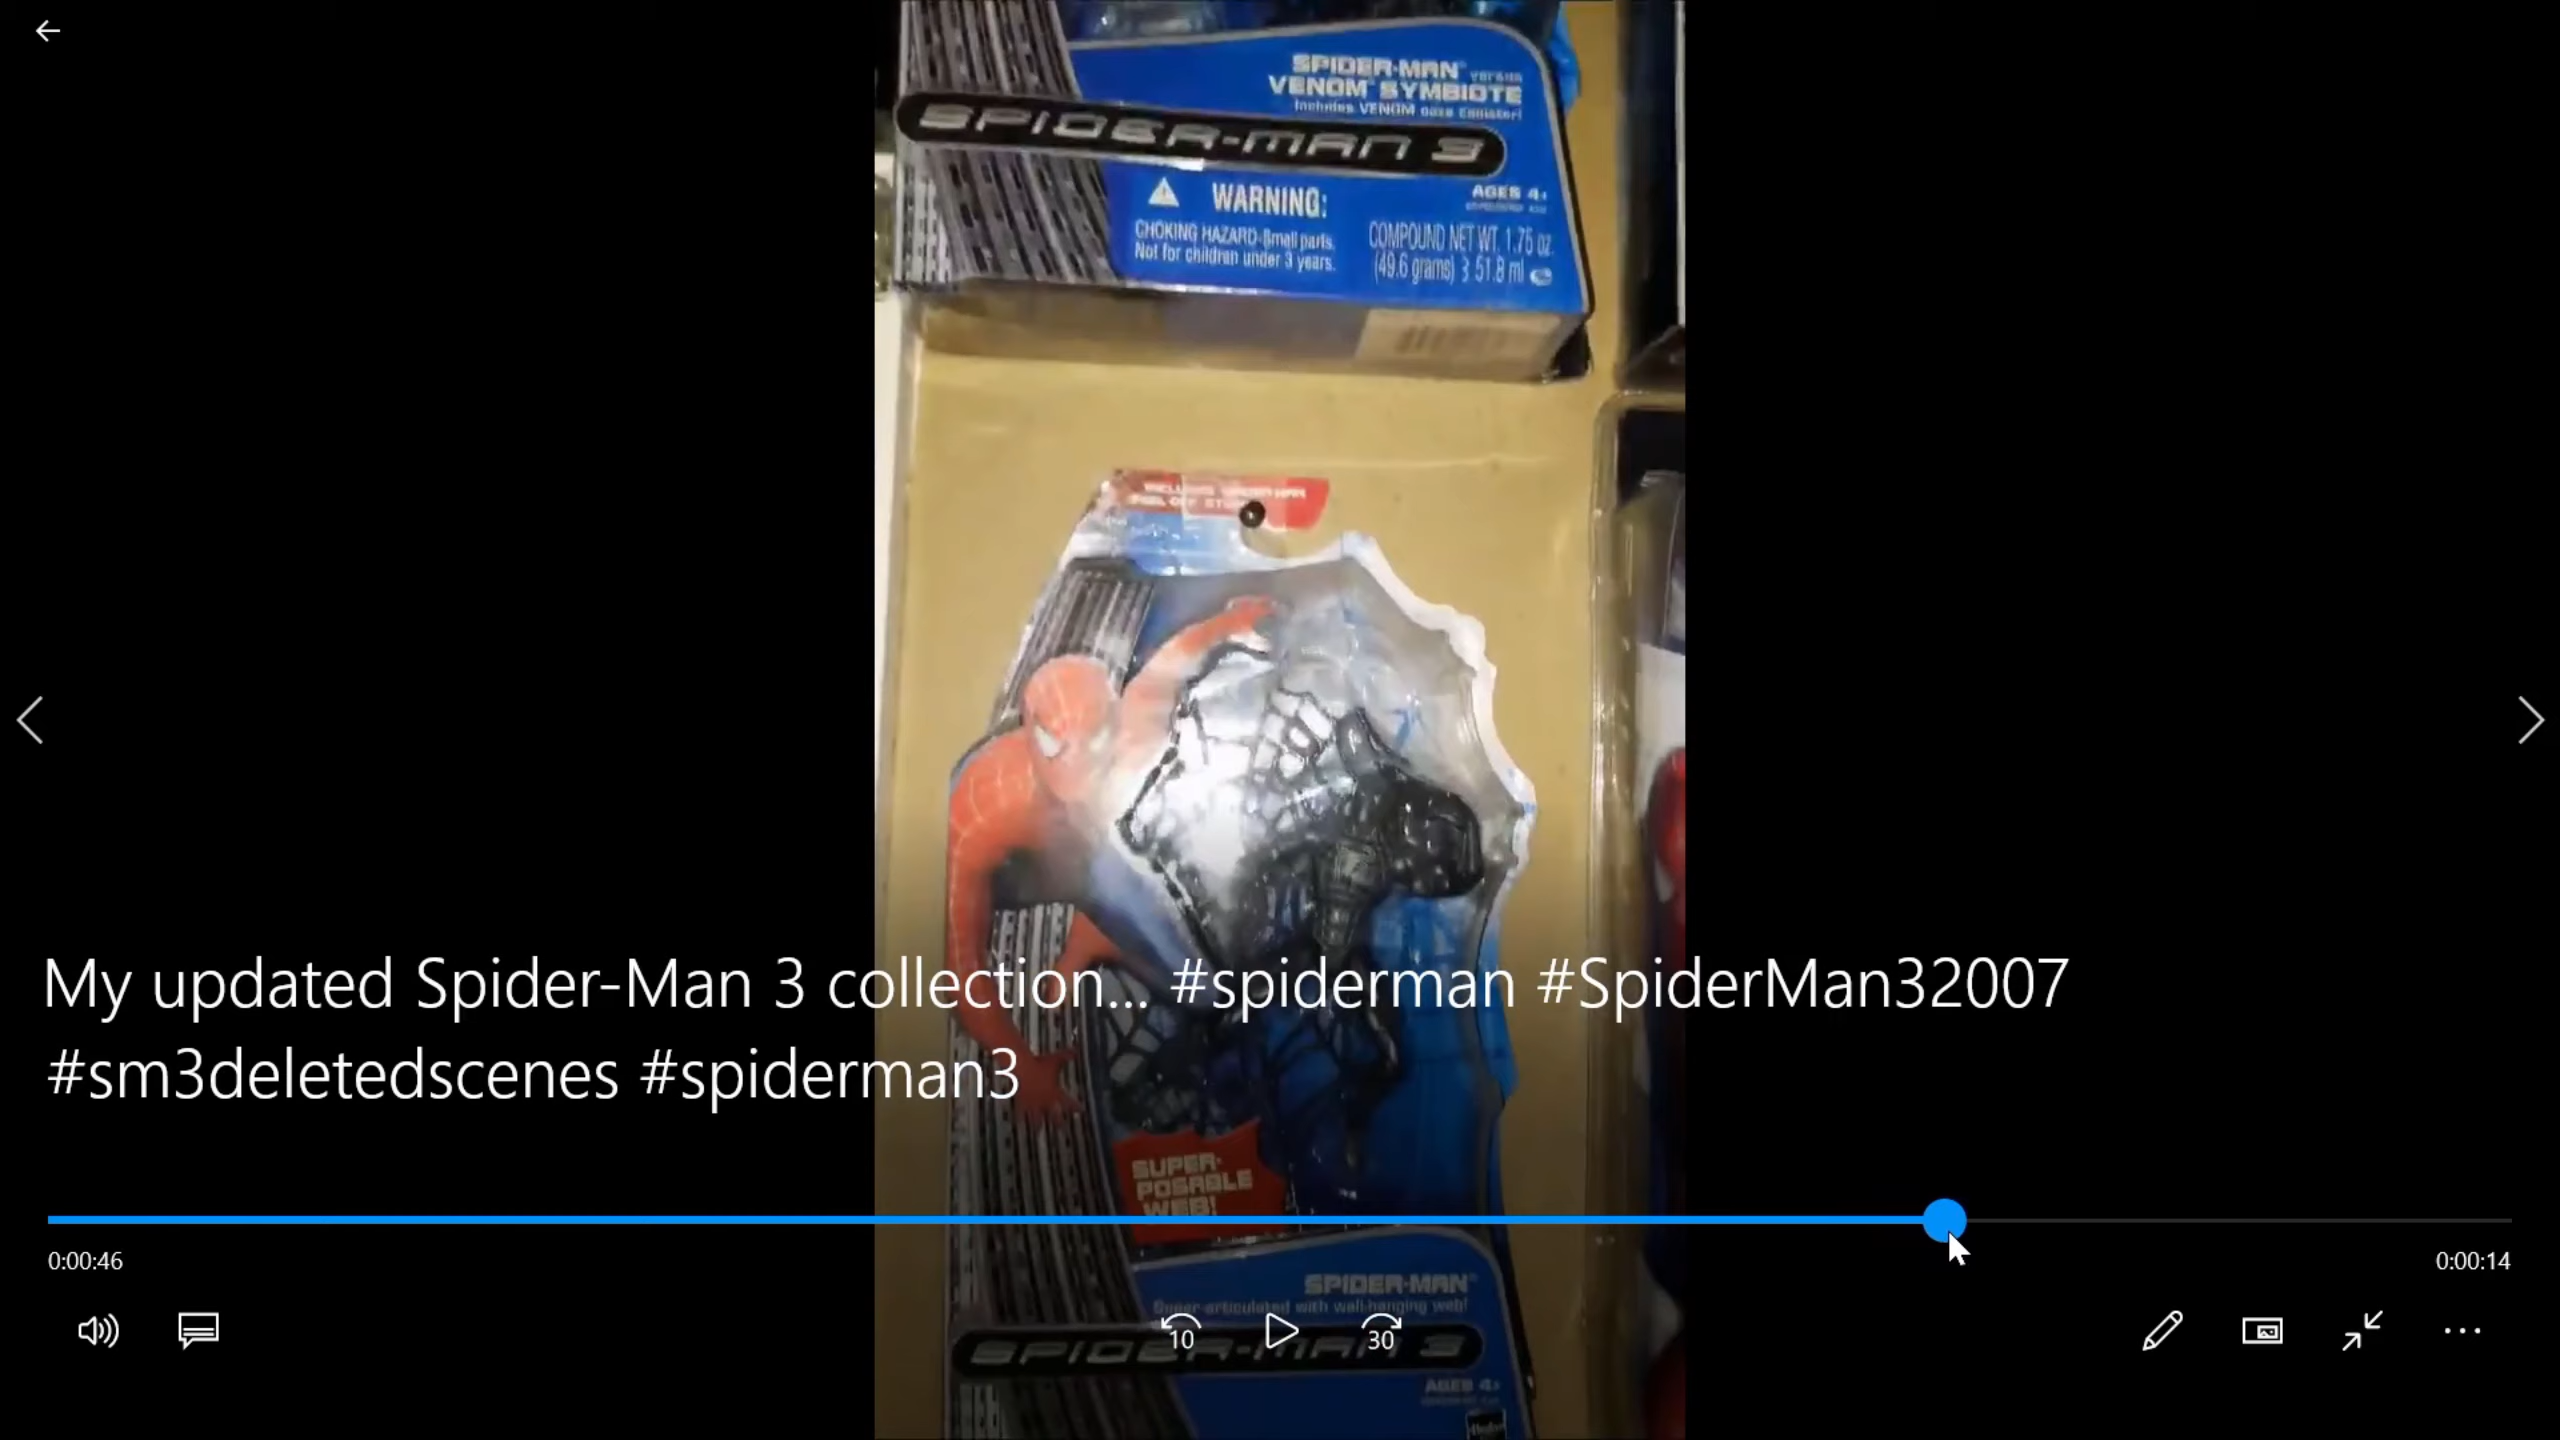 SPIDER-MAN versus
VENOM SYMBIOTE
Includes VENOM ooze canister!
SPIDER-MAN 3
WARNING:
AGES 4+
CHOKING HAZARD-Small parts.
Not for children under 3 years.
COMPOUND NET WT. 1.75 oz.
(49.6 grams) 3 51.8 ml
My updated Spider-Man 3 collection... #spiderman #SpiderMan32007
#sm3deletedscenes #spiderman3
SUPER-
POSABLE
WEB!
0:00:46
0:00:14
SPIDER-MAN
Super-articulated with wall-hanging web!
10
30
SPIDER-MAN 3
AGES 4+
Hasbro